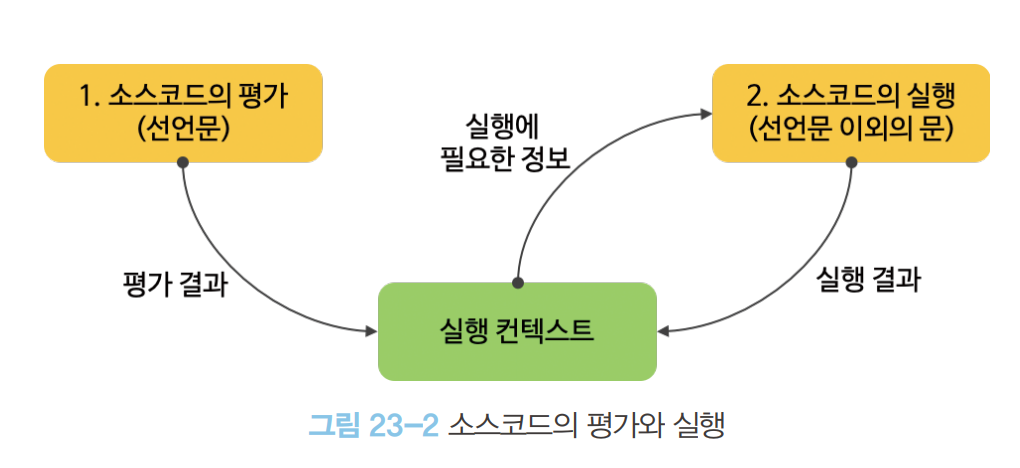 1. 소스코드의 평가
(선언문)
2. 소스코드의 실행
(선언문 이외의 문)
실행에
필요한 정보
평가 결과
실행 결과
실행 컨텍스트
그림 23-2 소스코드의 평가와 실행